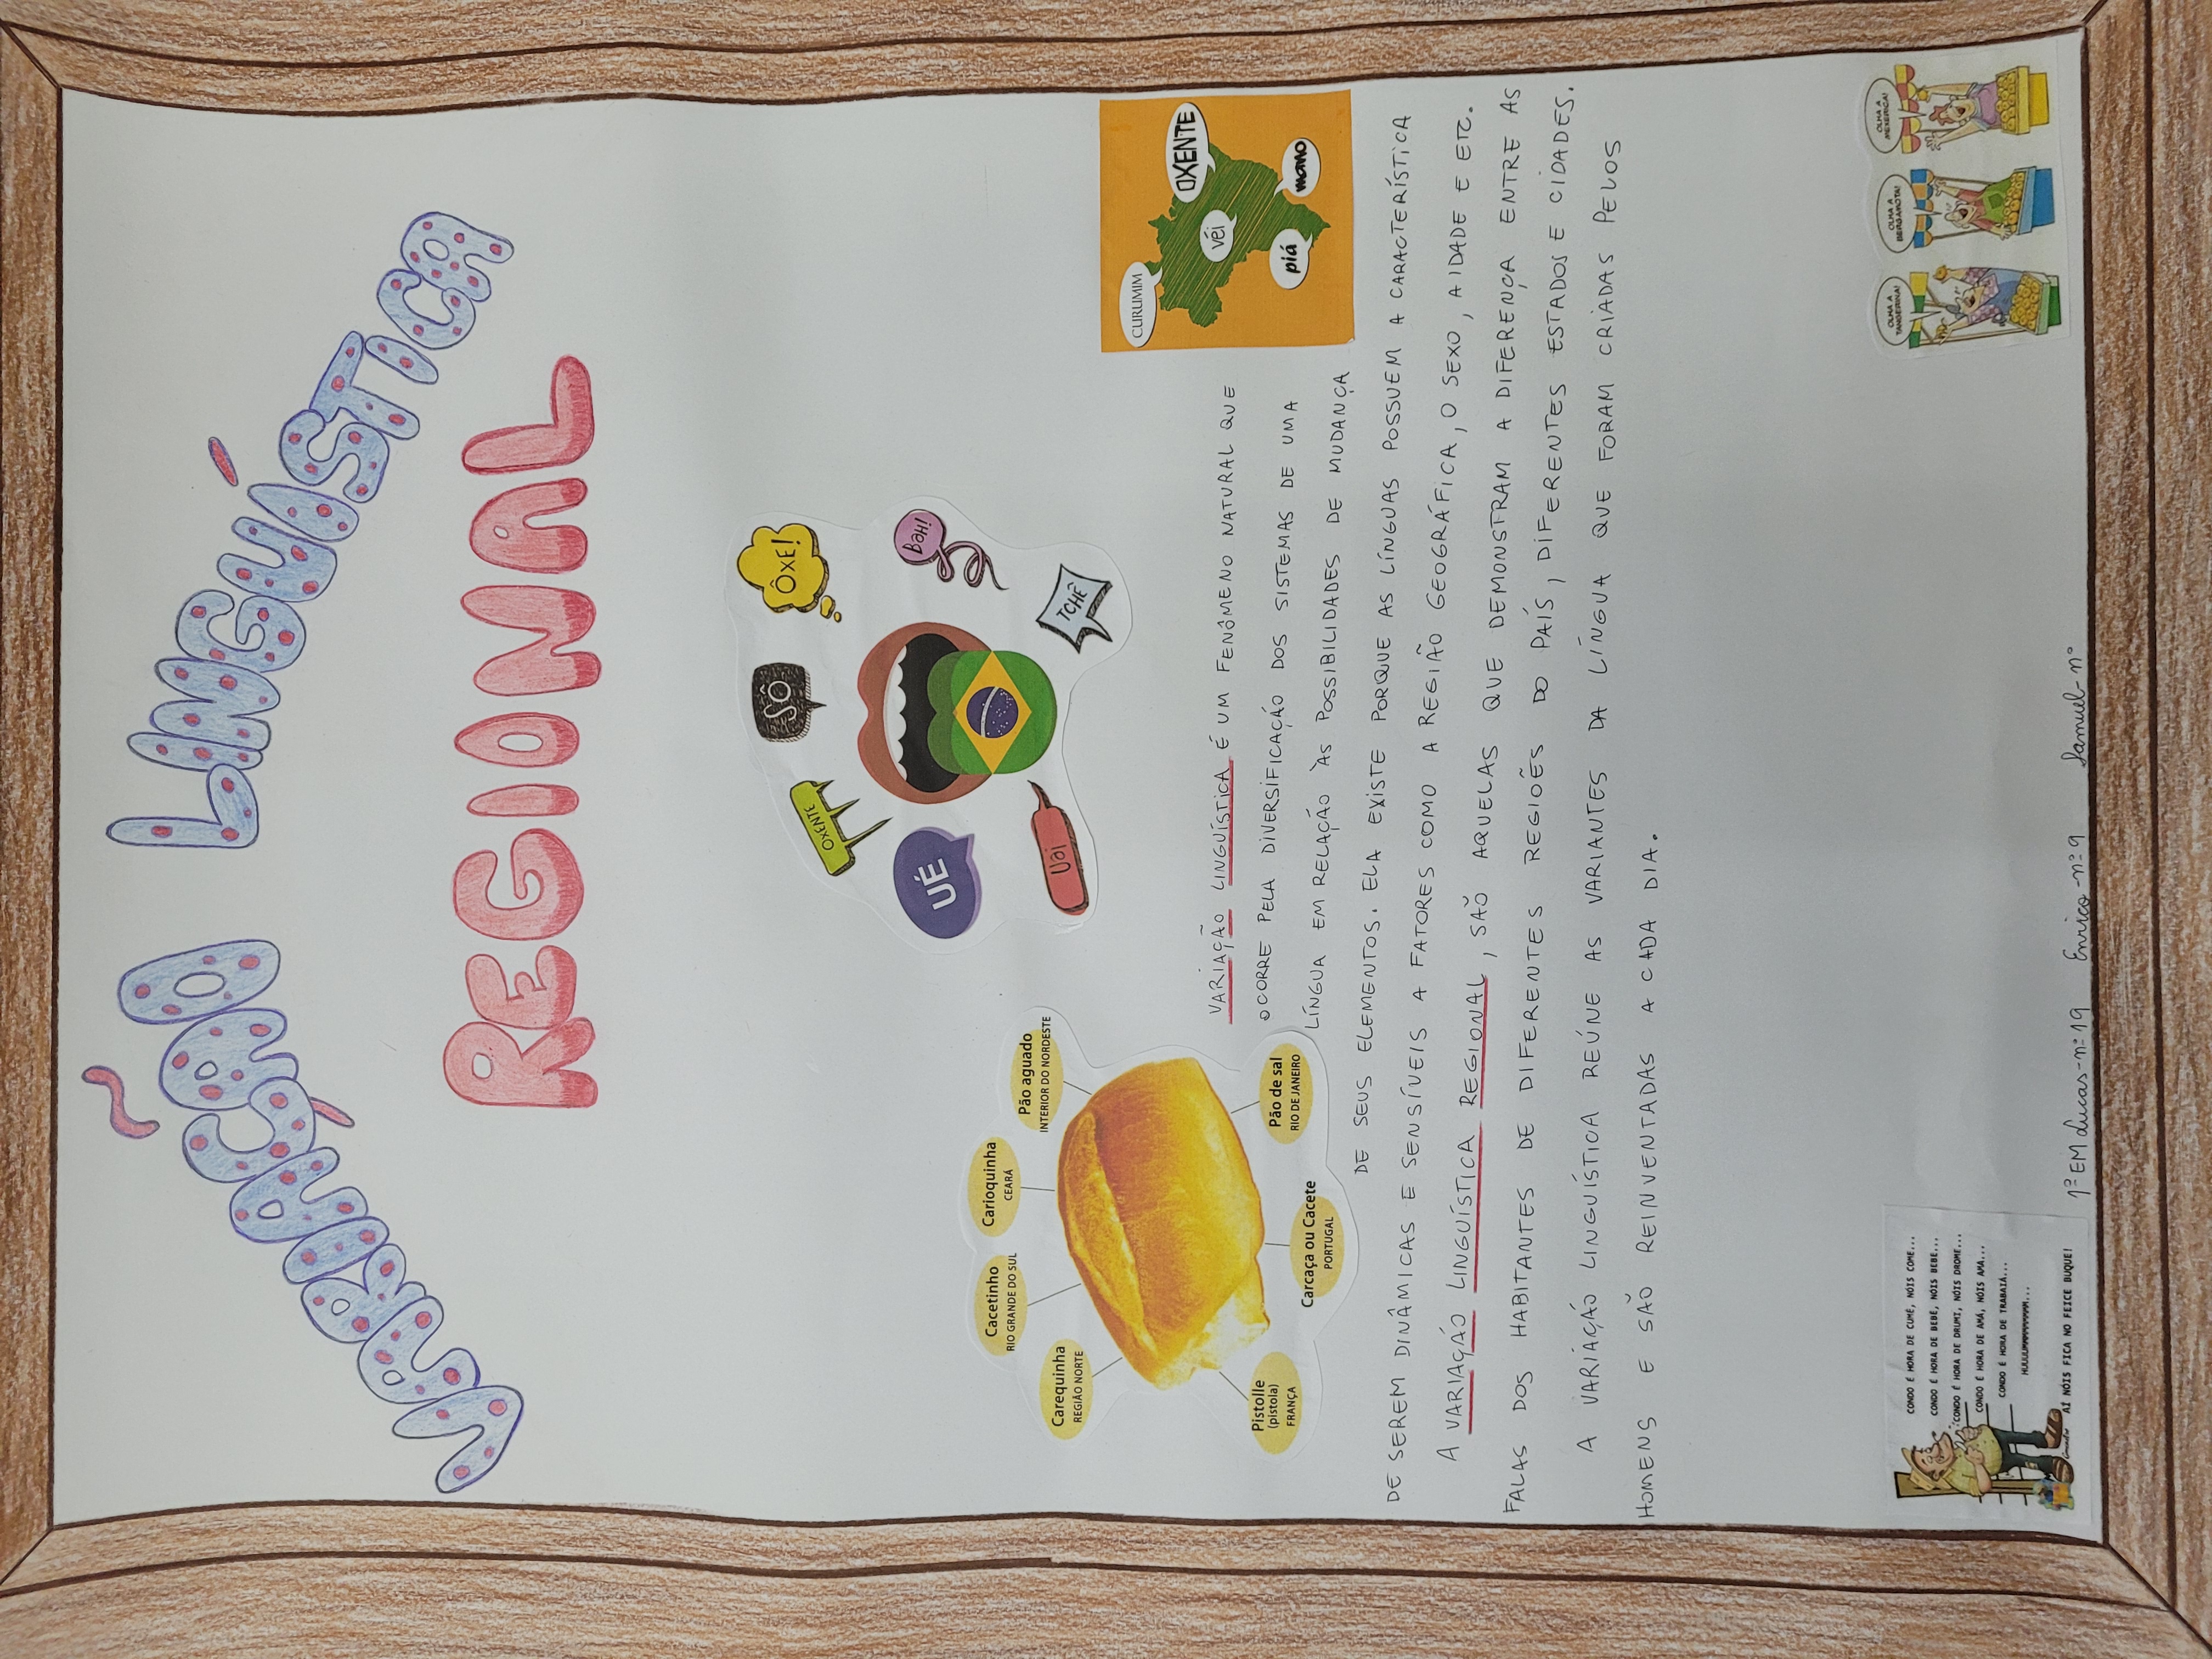 VARIAÇÃO LINGUÍSTICA
REGIONAL
SÔ
ÔXE!
OXENTE
UÉ
BaH!
Uai
TCHÊ
Cacetinho
RIO GRANDE DO SUL
Carioquinha
CEARÁ
Pão aguado
INTERIOR DO NORDESTE
Carequinha
REGIÃO NORTE
Pistolle
(pistola)
FRANÇA
Carcaça ou Cacete
PORTUGAL
Pão de sal
RIO DE JANEIRO
CURUMIM
OXENTE
véi
piá
mano
VARIAÇÃO LINGUÍSTICA É UM FENÔMENO NATURAL QUE
OCORRE PELA DIVERSIFICAÇÃO DOS SISTEMAS DE UMA
LÍNGUA EM RELAÇÃO ÀS POSSIBILIDADES DE MUDANÇA
DE SEUS ELEMENTOS. ELA EXISTE PORQUE AS LÍNGUAS POSSUEM A CARACTERÍSTICA
DE SEREM DINÂMICAS E SENSÍVEIS A FATORES COMO A REGIÃO GEOGRÁFICA, O SEXO, A IDADE E ETC.
A VARIAÇÃO LINGUÍSTICA REGIONAL, SÃO AQUELAS QUE DEMONSTRAM A DIFERENÇA ENTRE AS
FALAS DOS HABITANTES DE DIFERENTES REGIOẼS DO PAÍS, DIFERENTES ESTADOS E CIDADES.
A VARIAÇÃO LINGUÍSTICA REÚNE AS VARIANTES DA LÍNGUA QUE FORAM CRIADAS PELOS
HOMENS E SÃO REINVENTADAS A CADA DIA.
CONDO É HORA DE CUMÊ, NÓIS COME...
CONDO É HORA DE BEBÊ, NÓIS BEBE...
CONDO É HORA DE DRUMI, NÓIS DROME...
CONDO É HORA DE AMÁ, NÓIS AMA...
CONDO É HORA DE TRABAIÁ...
HUUUUMMMMMMMMM...
AÍ NÓIS FICA NO FEICE BUQUE!
OLHA A
TANGERINA!
OLHA A
BERGAMOTA!
OLHA A
MEXERICA!
1º EM Lucas-nº 19 Enrico-nº 9 Samuel-nº